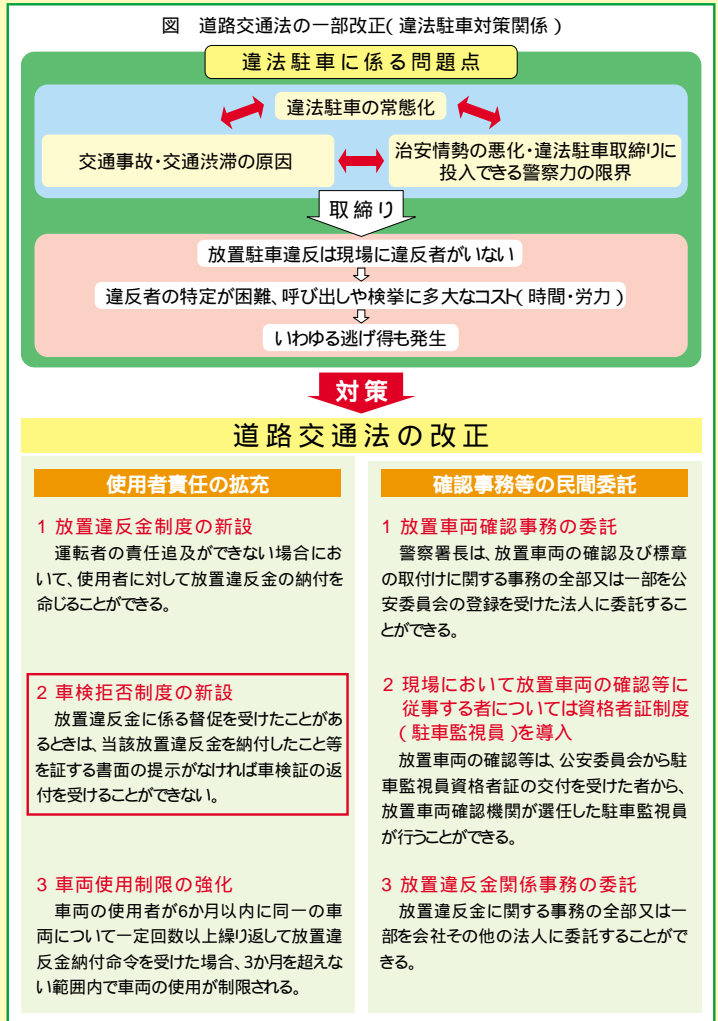 図　道路交通法の一部改正(違法駐車対策関係)
違法駐車に係る問題点
違法駐車の常態化
交通事故・交通渋滞の原因
治安情勢の悪化・違法駐車取締りに
投入できる警察力の限界
取締り
放置駐車違反は現場に違反者がいない
違反者の特定が困難、呼び出しや検挙に多大なコスト(時間・労力)
いわゆる逃げ得も発生
対策
道路交通法の改正
使用者責任の拡充
1 放置違反金制度の新設
　運転者の責任追及ができない場合にお
いて、使用者に対して放置違反金の納付を
命じることができる。
2 車検拒否制度の新設
　放置違反金に係る督促を受けたことがあ
るときは、当該放置違反金を納付したこと等
を証する書面の提示がなければ車検証の返
付を受けることができない。
3 車両使用制限の強化
　車両の使用者が6か月以内に同一の車
両について一定回数以上繰り返して放置違
反金納付命令を受けた場合、3か月を超えな
い範囲内で車両の使用が制限される。
確認事務等の民間委託
1 放置車両確認事務の委託
　警察署長は、放置車両の確認及び標章
の取付けに関する事務の全部又は一部を公
安委員会の登録を受けた法人に委託するこ
とができる。
2 現場において放置車両の確認等に
従事する者については資格者証制度
(駐車監視員)を導入
　放置車両の確認等は、公安委員会から駐
車監視員資格者証の交付を受けた者から、
放置車両確認機関が選任した駐車監視員
が行うことができる。
3 放置違反金関係事務の委託
　放置違反金に関する事務の全部又は一
部を会社その他の法人に委託することがで
きる。